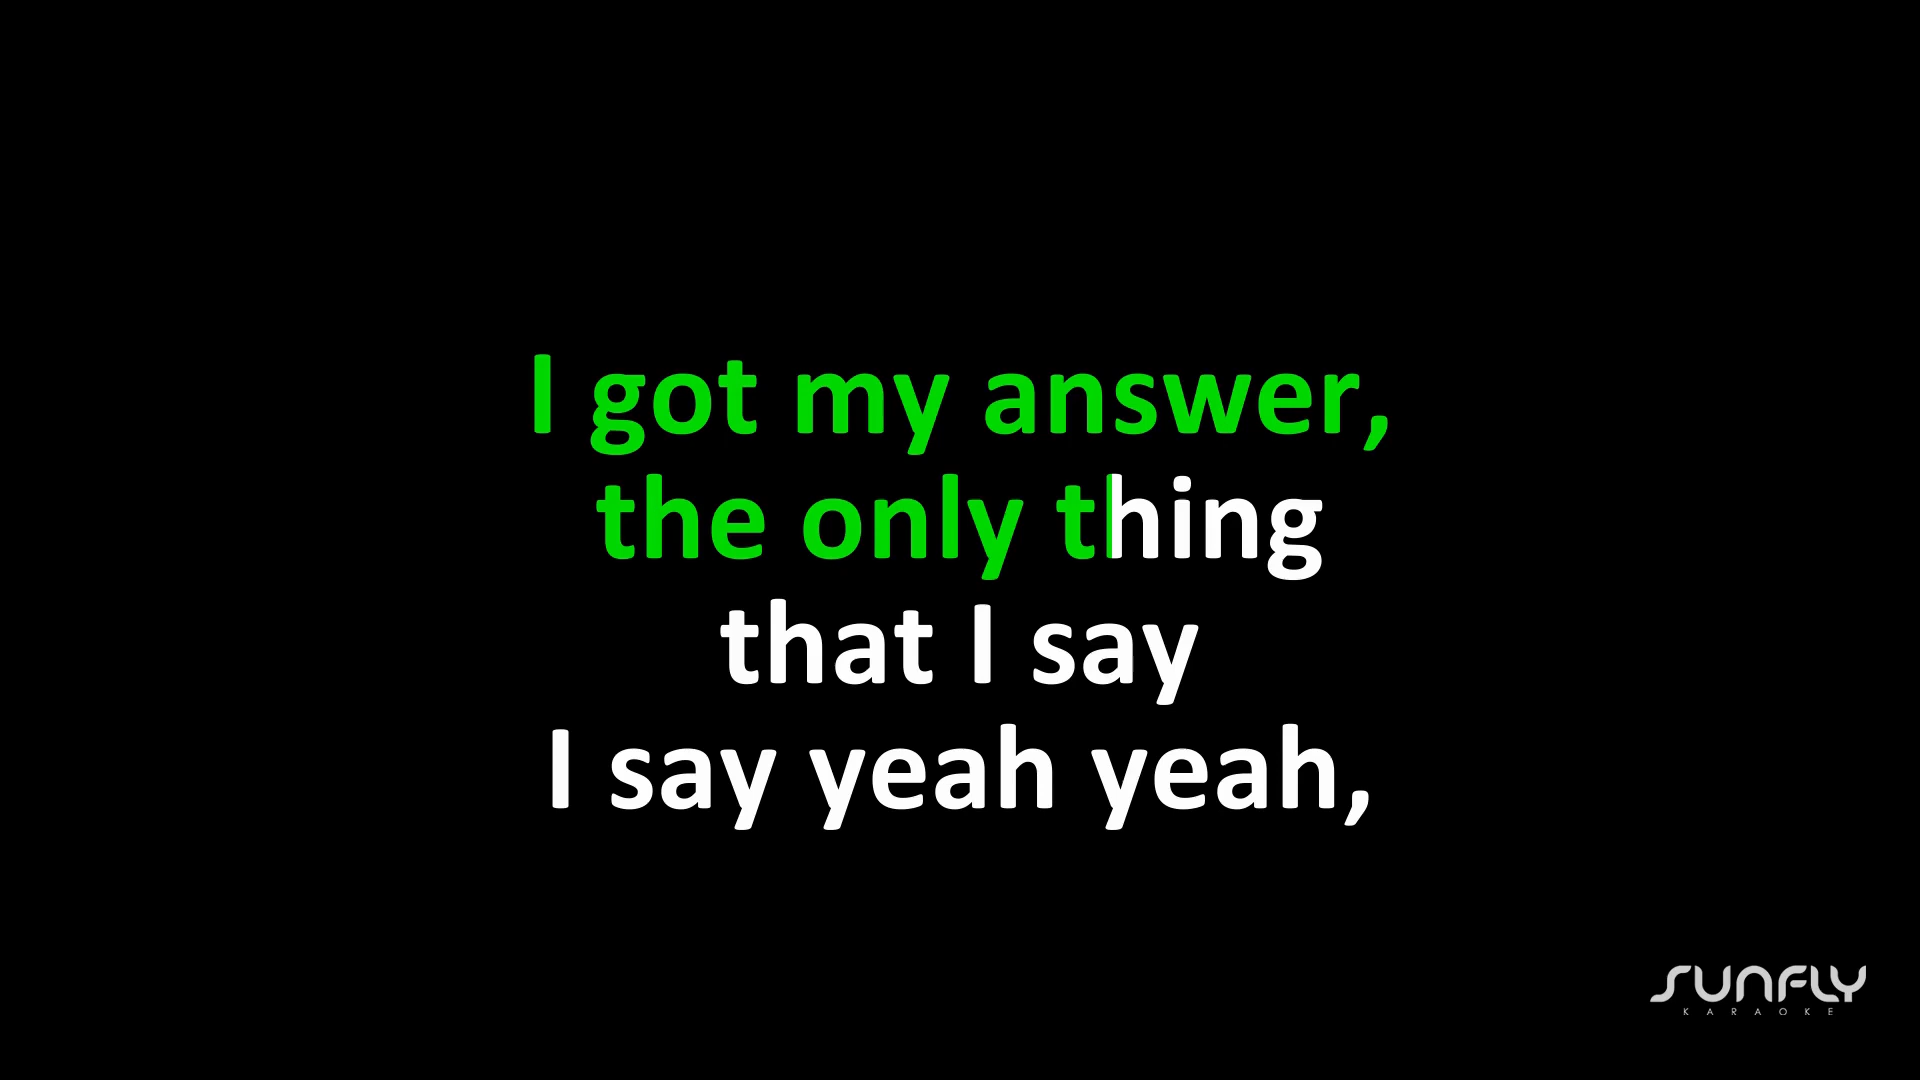 I got my answer,
the only thing
that I say
I say yeah yeah,
SUNFLY
KARAOKE